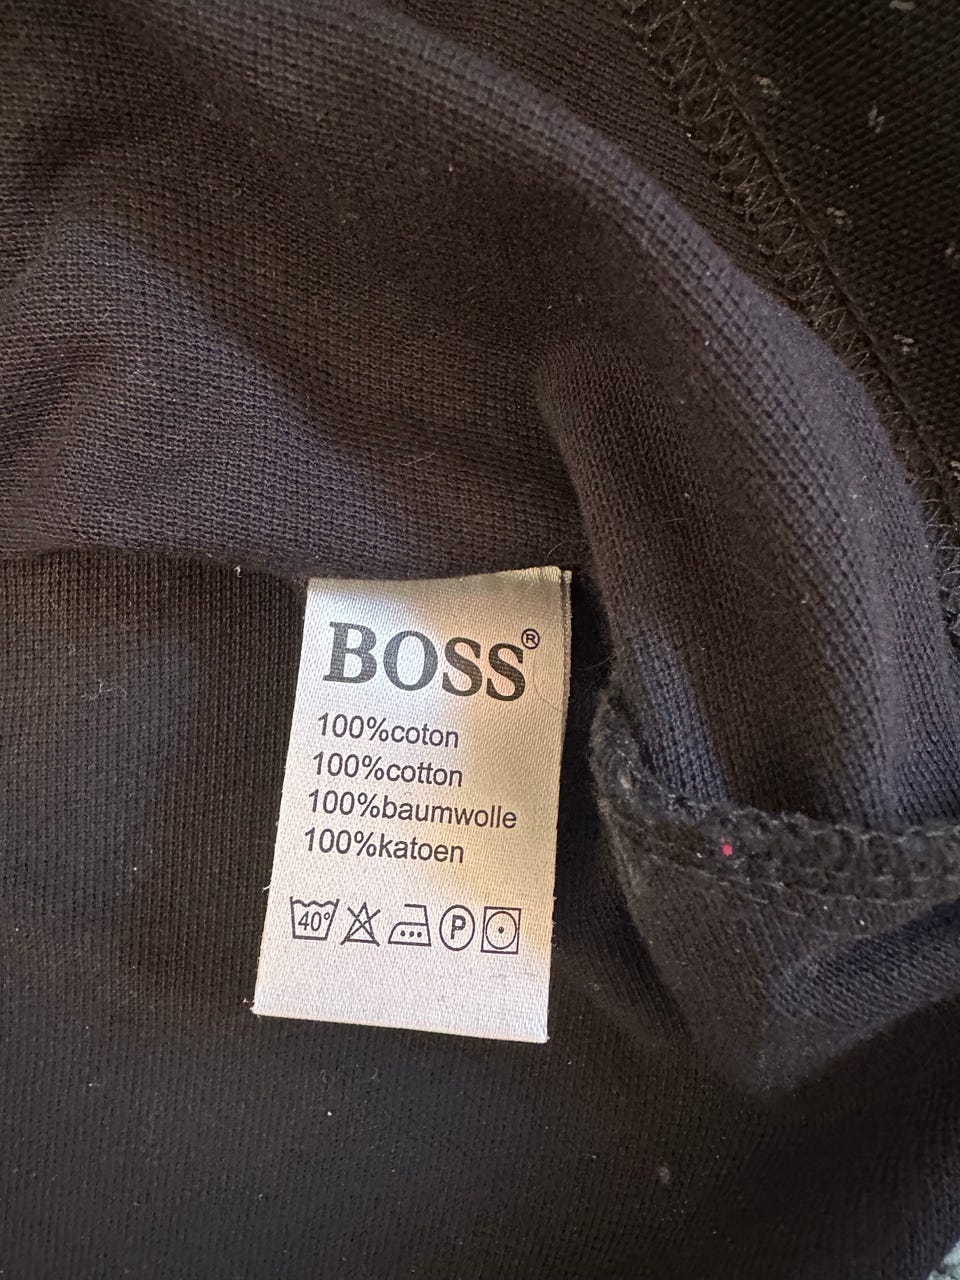 BOSS®
100%coton
100%cotton
100%baumwolle
100%katoen
40° P